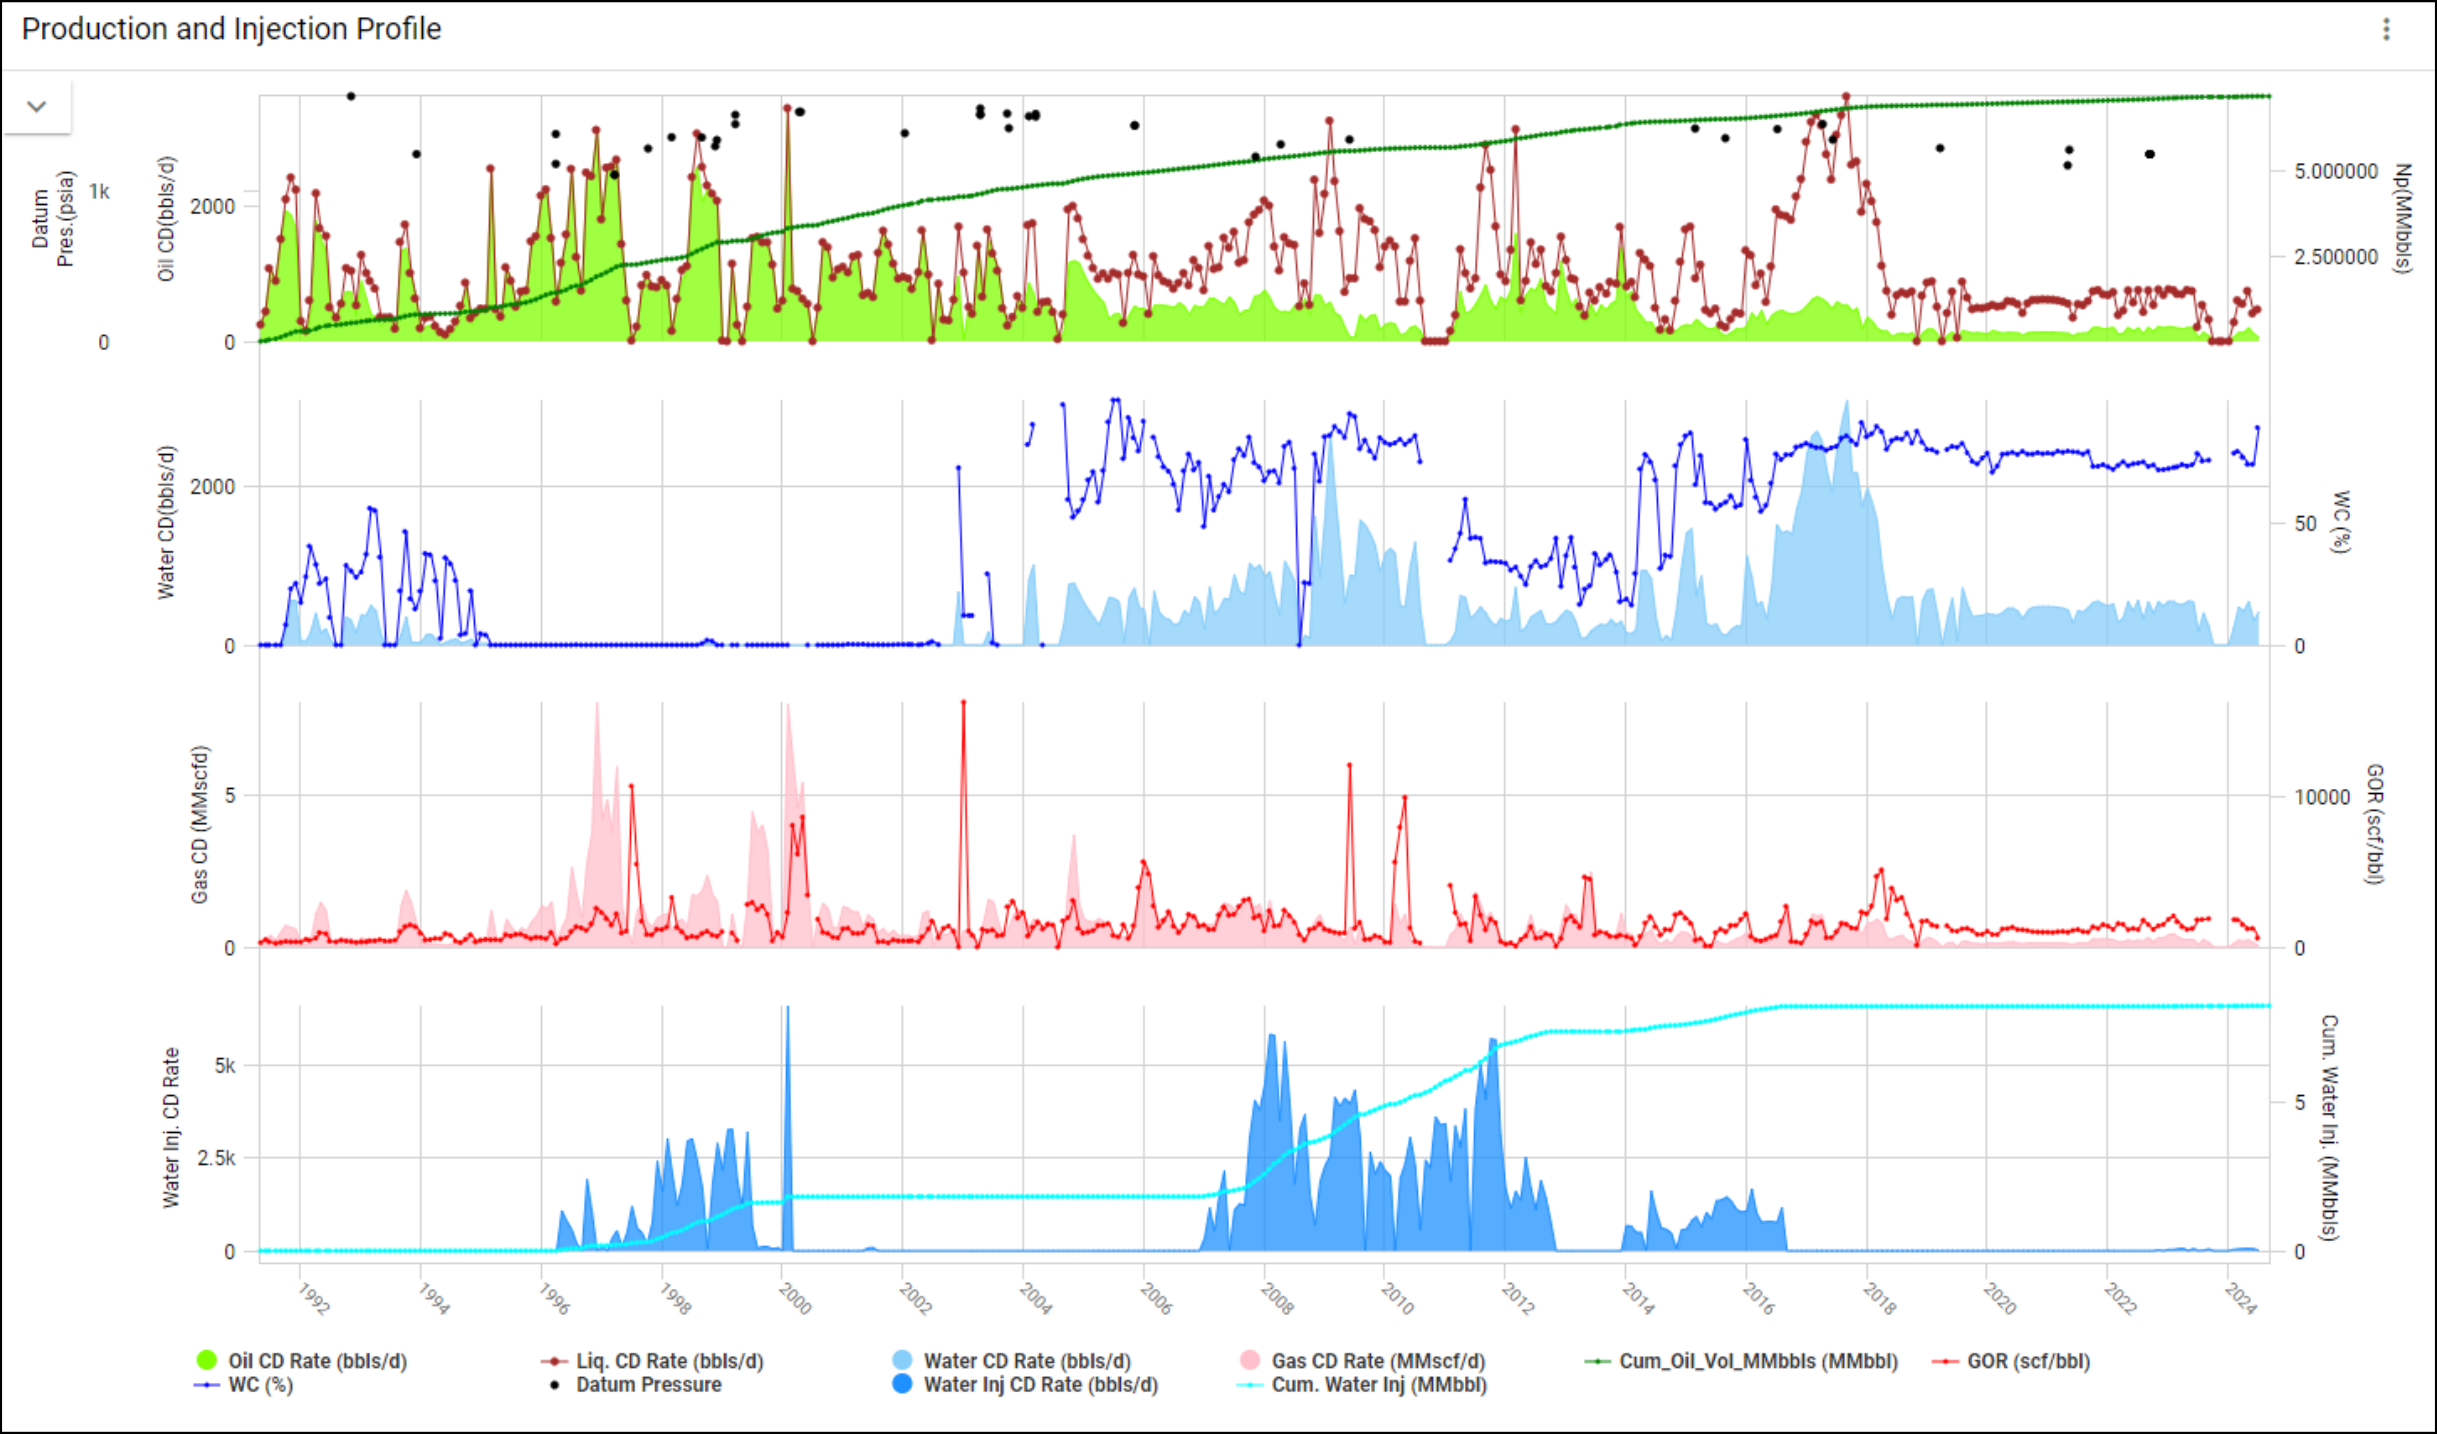 Production and Injection Profile
Datum
Pres.(psia)
1k
0
Oil CD(bbls/d)
2000
0
5.000000
2.500000
Np(MMbbls)
Water CD(bbls/d)
2000
0
50
0
WC (%)
Gas CD (MMscfd)
5
0
10000
0
GOR (scf/bbl)
Water Inj. CD Rate
5k
2.5k
0
5
0
Cum. Water Inj. (MMbbls)
1992 1994 1996 1998 2000 2002 2004 2006 2008 2010 2012 2014 2016 2018 2020 2022 2024
Oil CD Rate (bbls/d) Liq. CD Rate (bbls/d) Water CD Rate (bbls/d) Gas CD Rate (MMscf/d) Cum_Oil_Vol_MMbbls (MMbbl) GOR (scf/bbl)
WC (%) Datum Pressure Water Inj CD Rate (bbls/d) Cum. Water Inj (MMbbl)